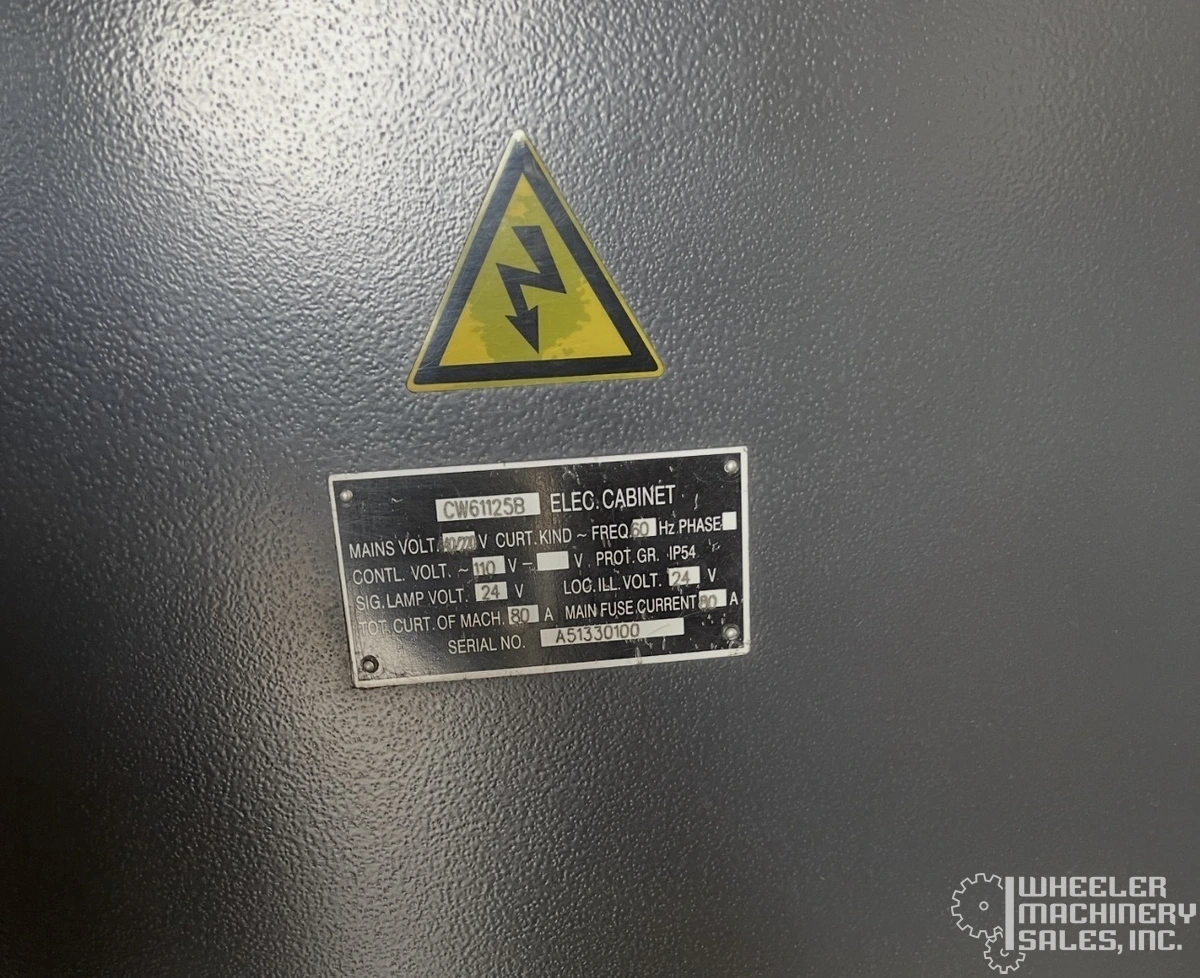 CW61125B ELEC. CABINET
MAINS VOLT. V CURT. KIND ~ FREQ. 60 Hz PHASE
CONTL. VOLT. ~ 110 V – V PROT. GR. IP54
SIG. LAMP VOLT. 24 V LOC. ILL. VOLT. 24 V
TOT. CURT. OF MACH. 80 A MAIN FUSE CURRENT 80 A
SERIAL NO. A51330100
WHEELER
MACHINERY
SALES, INC.